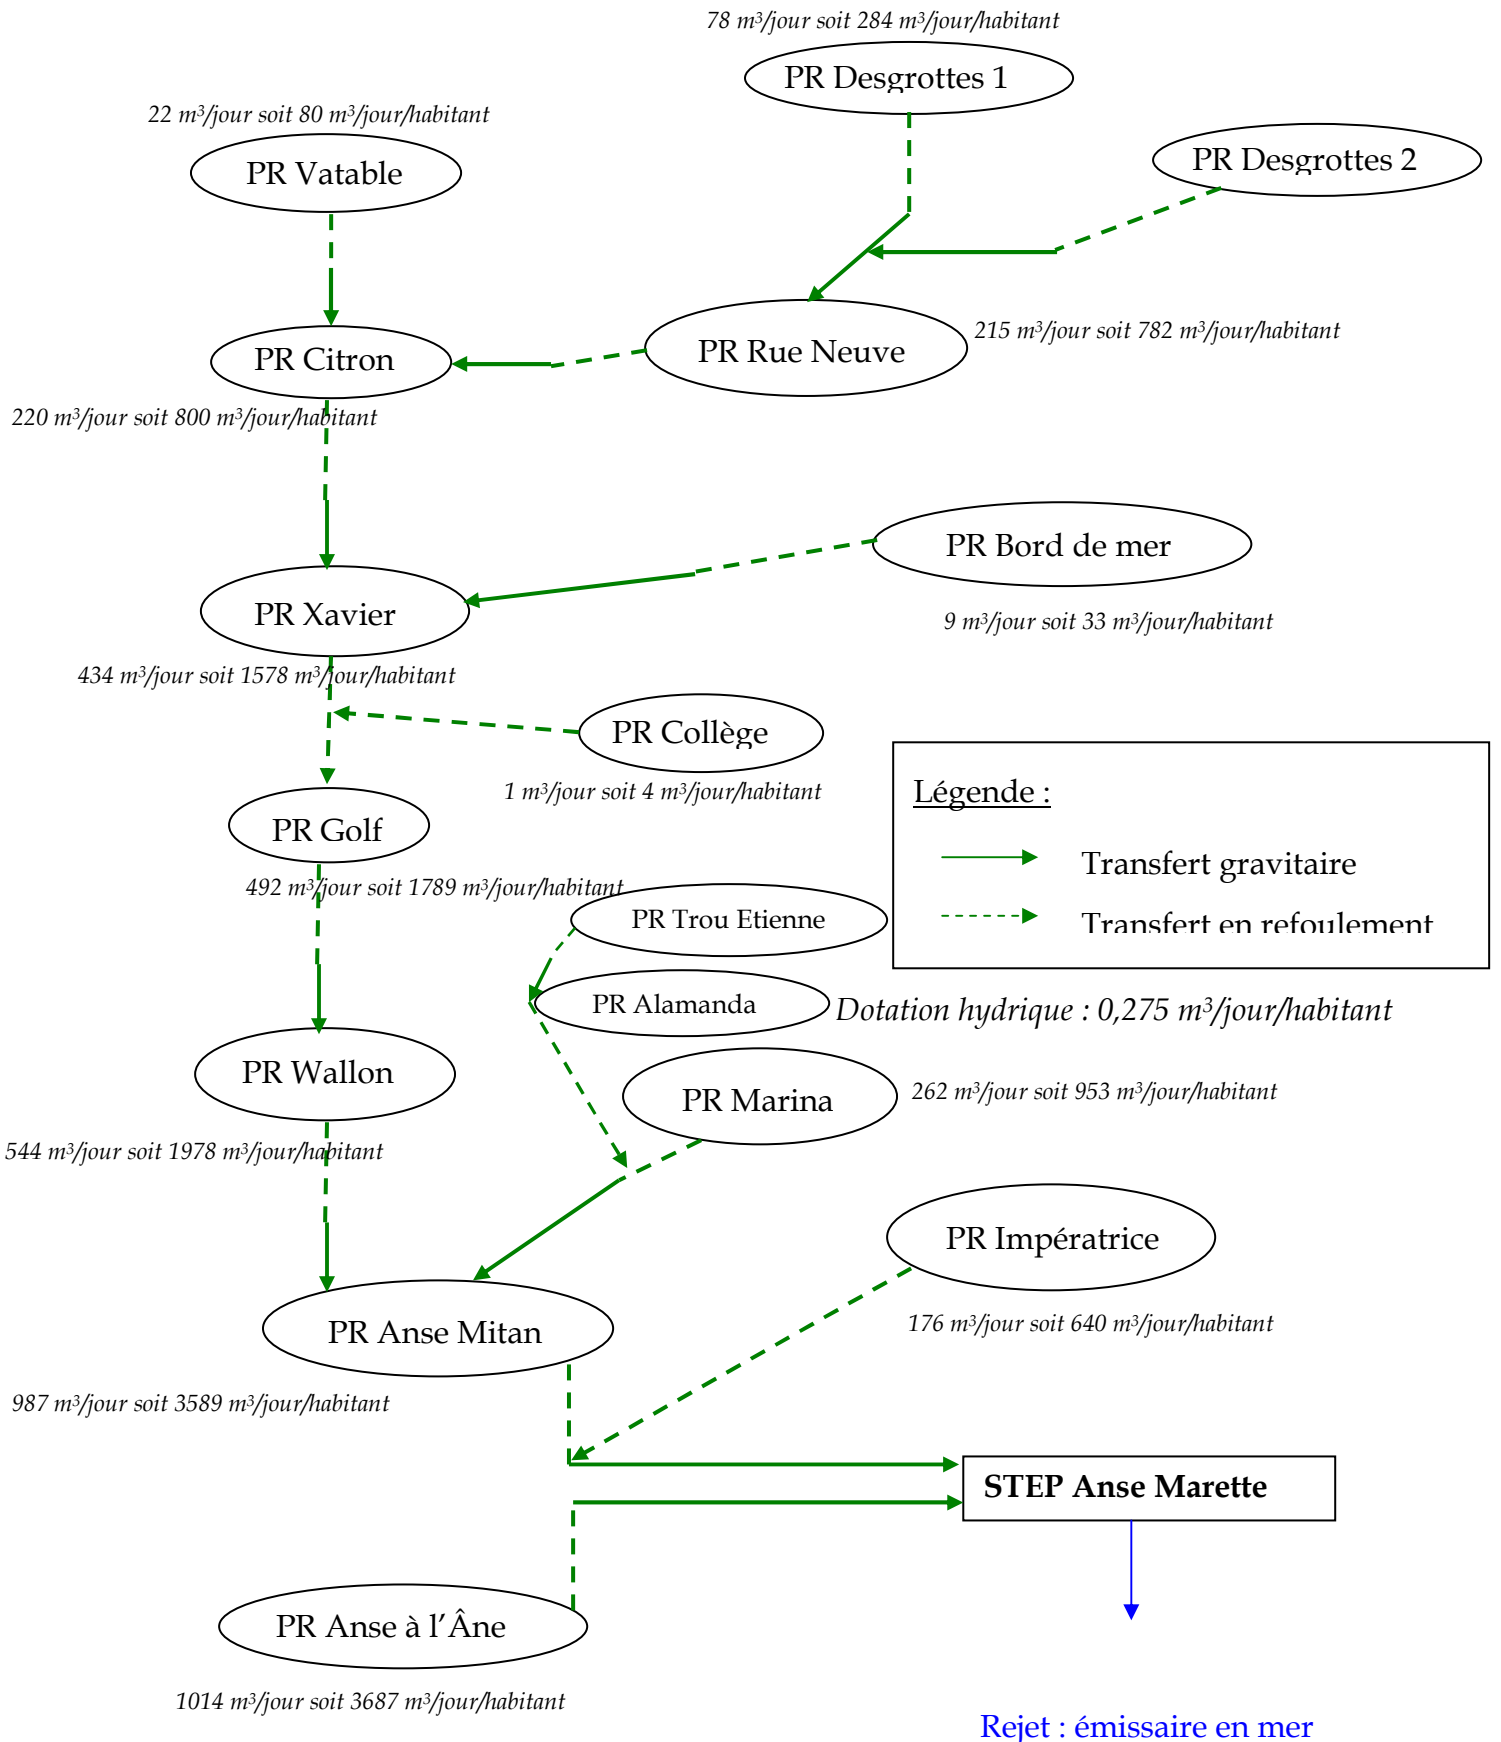 78 m³/jour soit 284 m³/jour/habitant
PR Desgrottes 1
22 m³/jour soit 80 m³/jour/habitant
PR Desgrottes 2
PR Vatable
215 m³/jour soit 782 m³/jour/habitant
PR Rue Neuve
PR Citron
220 m³/jour soit 800 m³/jour/habitant
PR Bord de mer
PR Xavier
9 m³/jour soit 33 m³/jour/habitant
434 m³/jour soit 1578 m³/jour/habitant
PR Collège
1 m³/jour soit 4 m³/jour/habitant
Légende :
Transfert gravitaire
Transfert en refoulement
PR Golf
492 m³/jour soit 1789 m³/jour/habitant
PR Trou Etienne
PR Alamanda
Dotation hydrique : 0,275 m³/jour/habitant
PR Wallon
PR Marina
262 m³/jour soit 953 m³/jour/habitant
544 m³/jour soit 1978 m³/jour/habitant
PR Impératrice
176 m³/jour soit 640 m³/jour/habitant
PR Anse Mitan
987 m³/jour soit 3589 m³/jour/habitant
STEP Anse Marette
PR Anse à l'Âne
1014 m³/jour soit 3687 m³/jour/habitant
Rejet : émissaire en mer